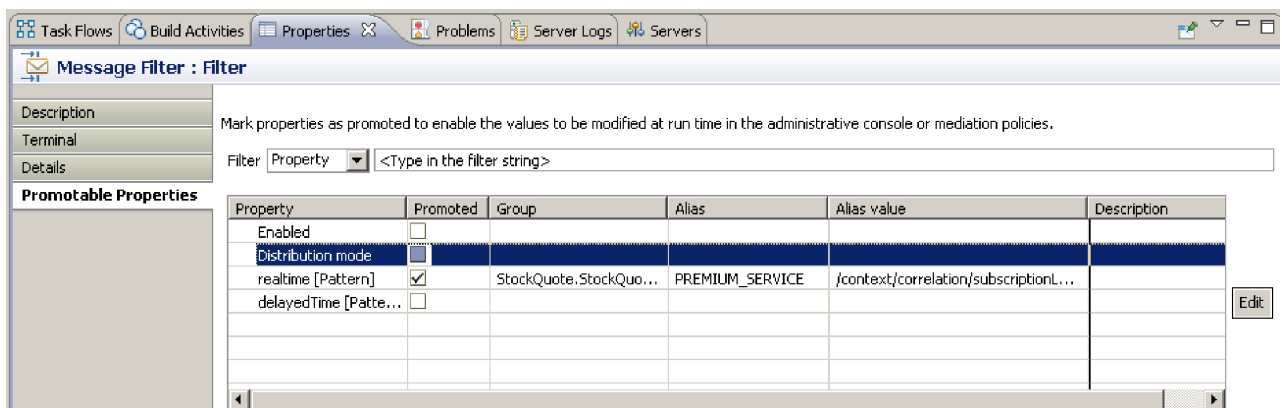 Task Flows Build Activities Properties Problems Server Logs Servers
Message Filter : Filter
Description
Terminal
Details
Promotable Properties
Mark properties as promoted to enable the values to be modified at run time in the administrative console or mediation policies.
Filter Property <Type in the filter string>
Property Promoted Group Alias Alias value Description
Enabled
Distribution mode
realtime [Pattern] StockQuote.StockQuo... PREMIUM_SERVICE /context/correlation/subscriptionL...
delayedTime [Patte...
Edit